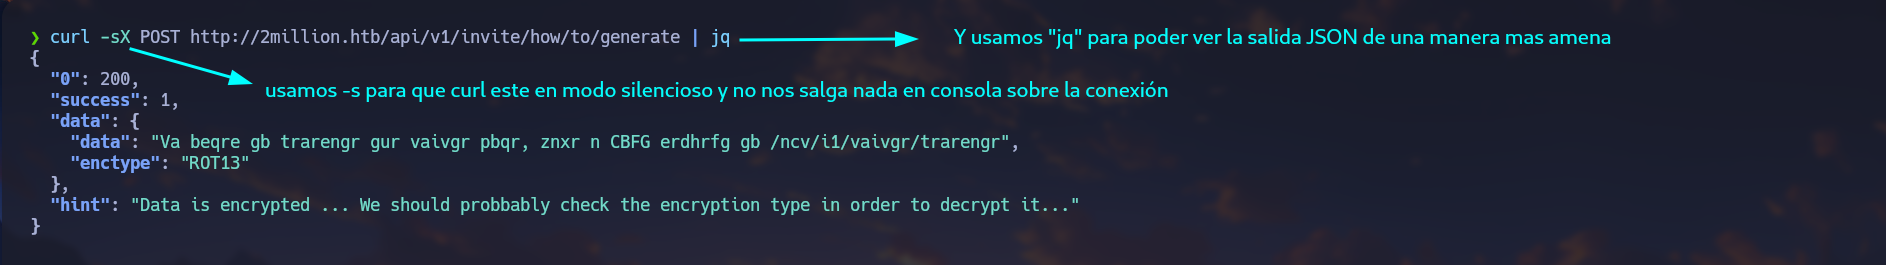 ❯ curl -sX POST http://2million.htb/api/v1/invite/how/to/generate | jq
Y usamos "jq" para poder ver la salida JSON de una manera mas amena
{
"0": 200,
usamos -s para que curl este en modo silencioso y no nos salga nada en consola sobre la conexión
"success": 1,
"data": {
"data": "Va beqre gb trarengr gur vaivgr pbqr, znxr n CBFG erdhrfg gb /ncv/i1/vaivgr/trarengr",
"enctype": "ROT13"
},
"hint": "Data is encrypted ... We should probbably check the encryption type in order to decrypt it..."
}